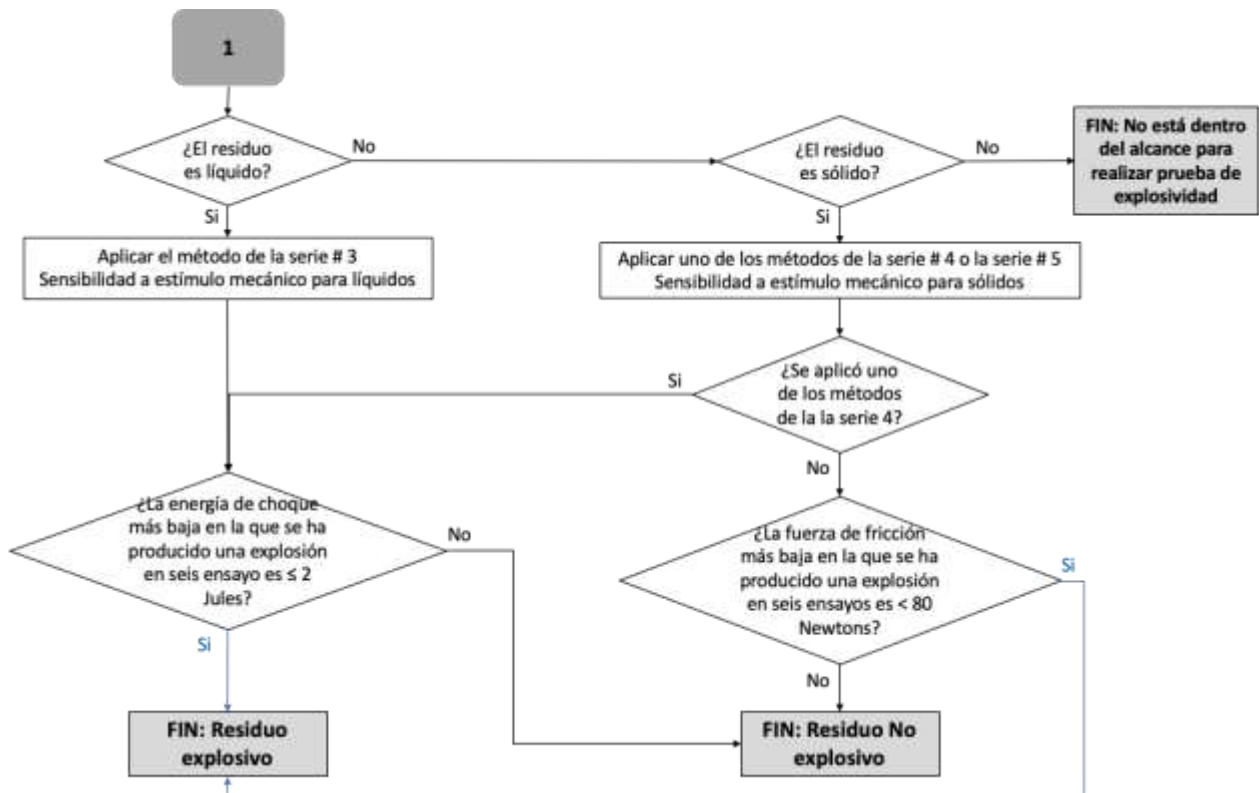 1
¿El residuo
es líquido?
No
¿El residuo
es sólido?
No
FIN: No está dentro
del alcance para
realizar prueba de
explosividad
Si
Si
Aplicar el método de la serie # 3
Sensibilidad a estímulo mecánico para líquidos
Aplicar uno de los métodos de la serie # 4 o la serie # 5
Sensibilidad a estímulo mecánico para sólidos
Si
¿Se aplicó uno
de los métodos
de la la serie 4?
No
¿La energía de choque
más baja en la que se ha
producido una explosión
en seis ensayo es ≤ 2
Jules?
No
¿La fuerza de fricción
más baja en la que se ha
producido una explosión
en seis ensayos es < 80
Newtons?
Si
Si
No
FIN: Residuo
explosivo
FIN: Residuo No
explosivo